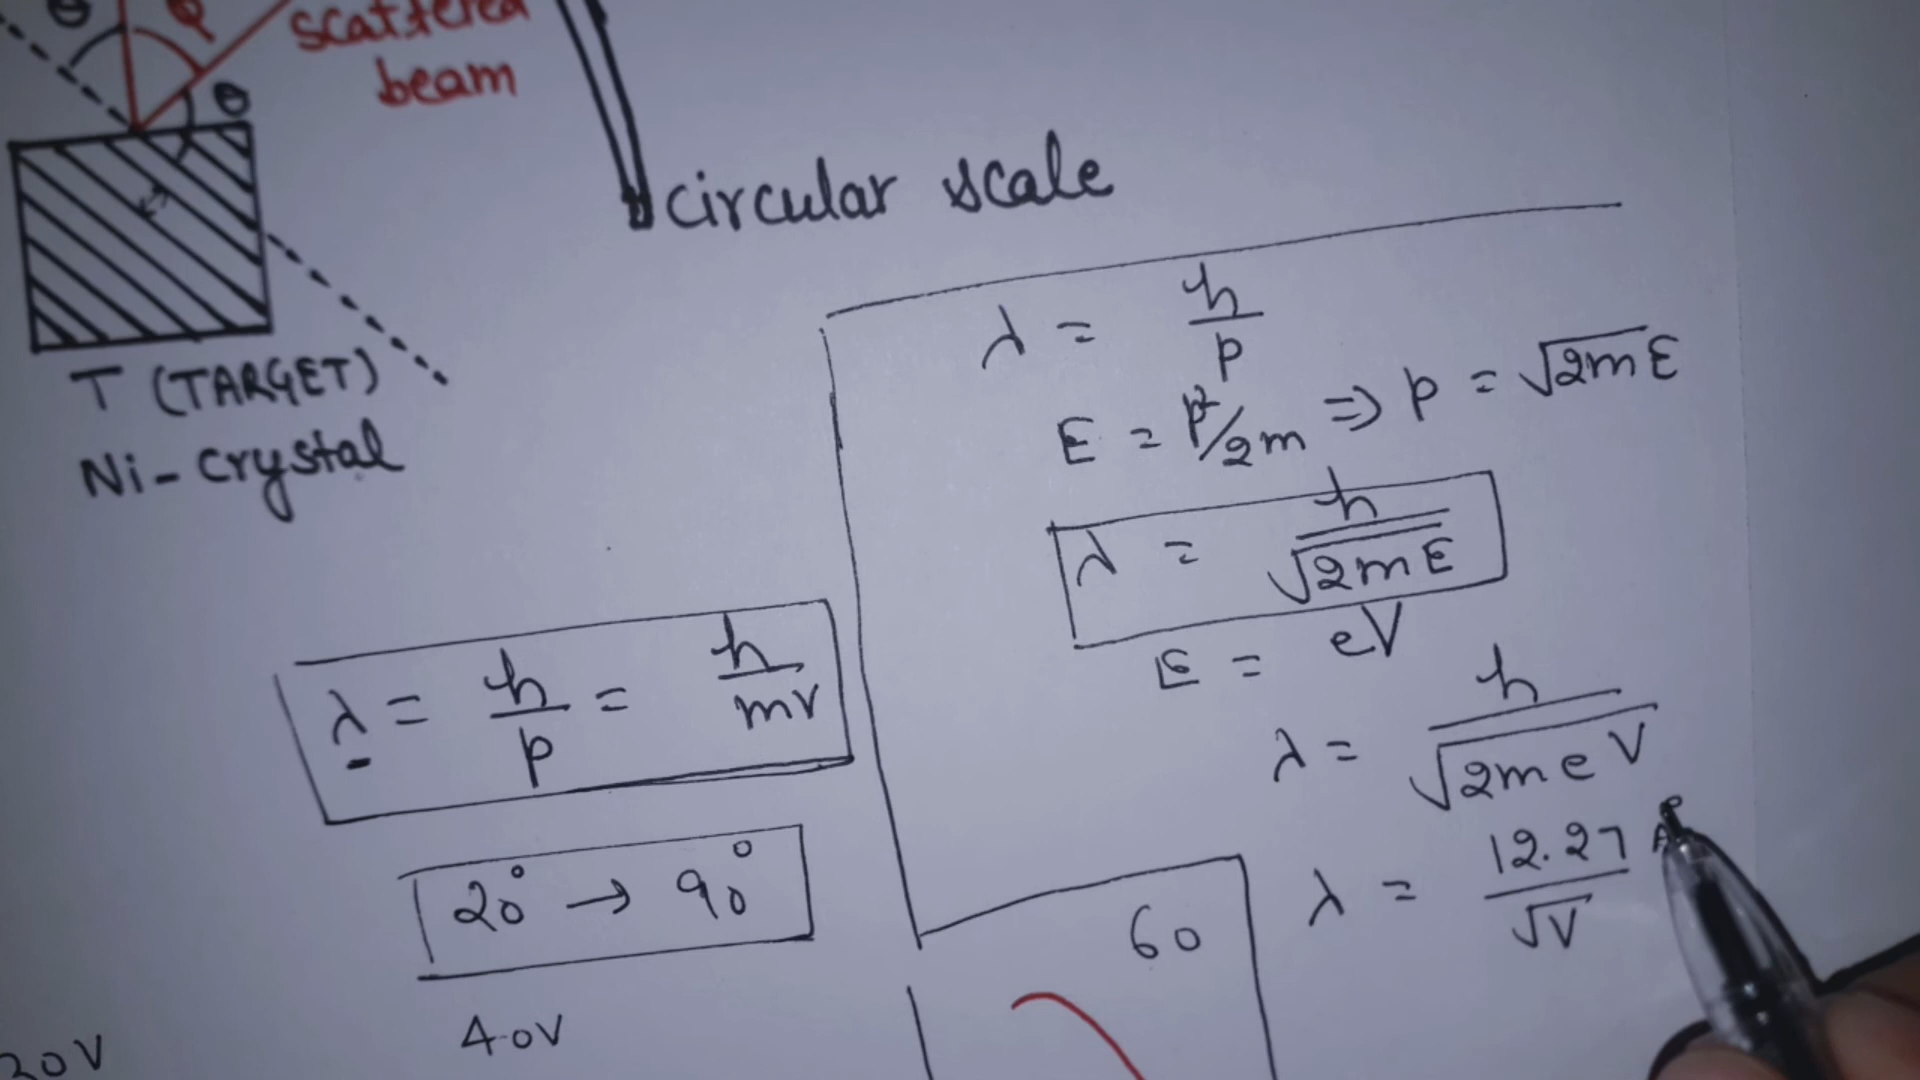 θ φ scattered
beam
θ
circular scale
T (TARGET)
Ni-crystal
λ = h/p
E = p²/2m ⇒ p = √2mE
λ = h/√2mE
E = eV
λ = h/√2meV
λ = 12.27/√V
λ = h/p = h/mv
20° → 90°
60
40V